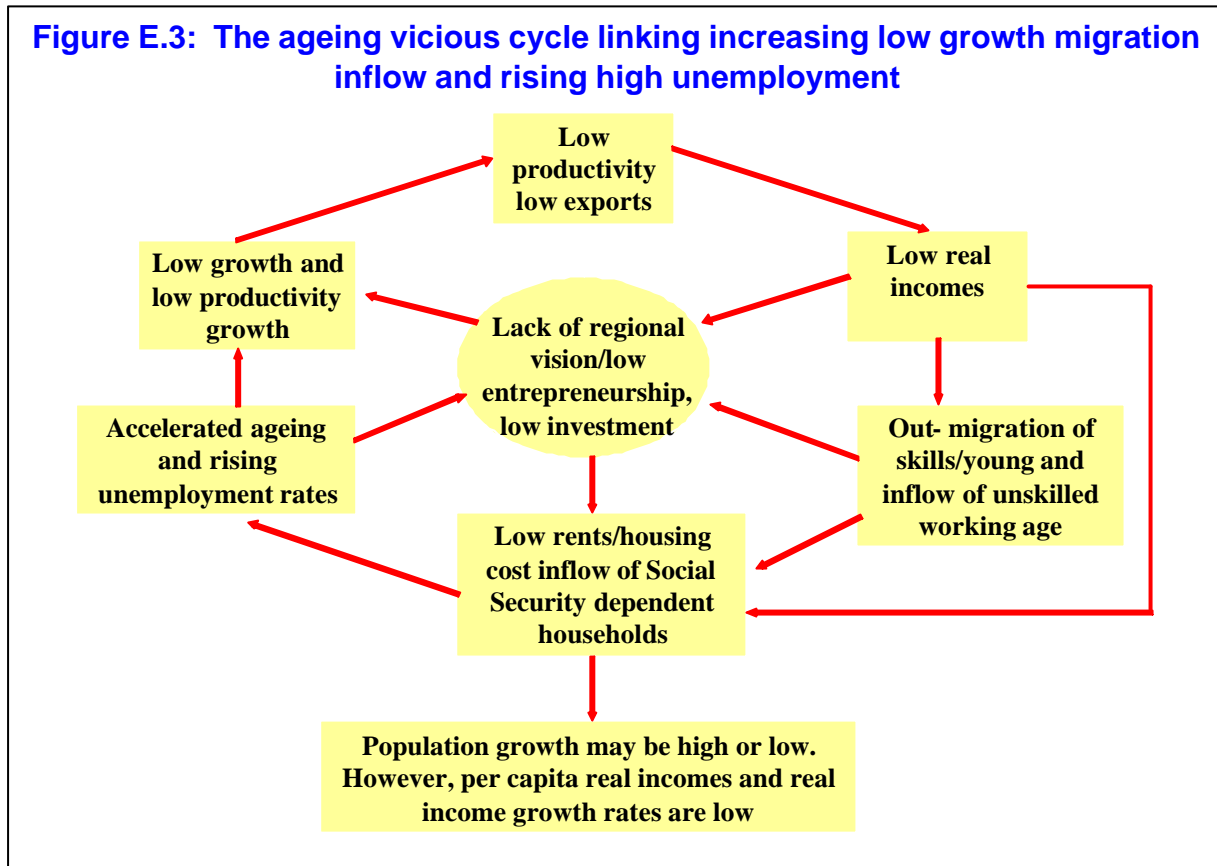 Figure E.3: The ageing vicious cycle linking increasing low growth migration
inflow and rising high unemployment
Low
productivity
low exports
Low growth and
low productivity
growth
Low real
incomes
Lack of regional
vision/low
entrepreneurship,
low investment
Accelerated ageing
and rising
unemployment rates
Out- migration of
skills/young and
inflow of unskilled
working age
Low rents/housing
cost inflow of Social
Security dependent
households
Population growth may be high or low.
However, per capita real incomes and real
income growth rates are low